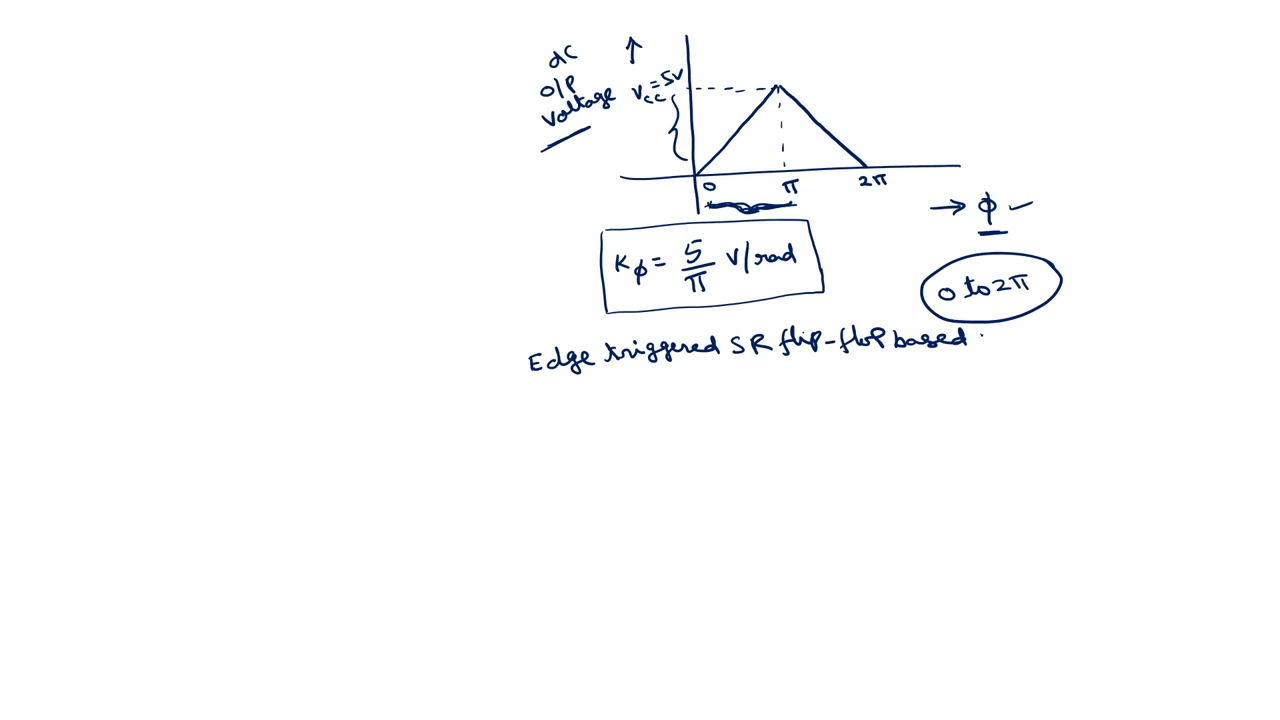 dc
o/p
voltage
↑
Vcc = 5V
0 π 2π
→ ϕ ✓
Kϕ = 5/π V/rad
0 to 2π
Edge triggered SR flip-flop based.